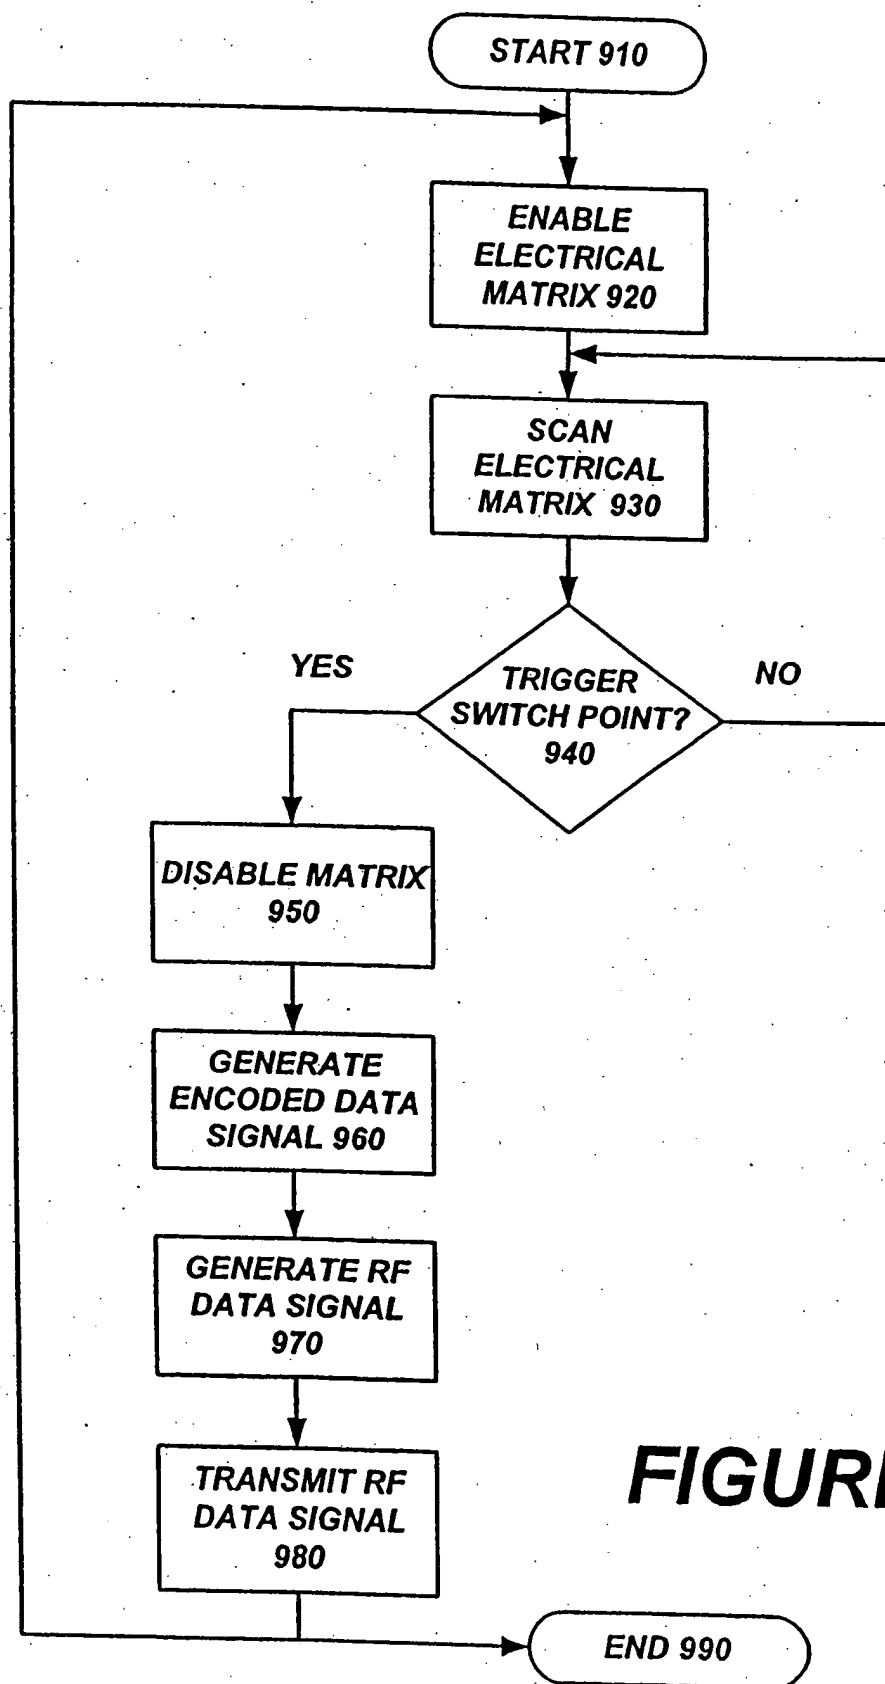 START 910
ENABLE
ELECTRICAL
MATRIX 920
SCAN
ELECTRICAL
MATRIX 930
YES
TRIGGER
SWITCH POINT?
940
NO
DISABLE MATRIX
950
GENERATE
ENCODED DATA
SIGNAL 960
GENERATE RF
DATA SIGNAL
970
TRANSMIT RF
DATA SIGNAL
980
END 990